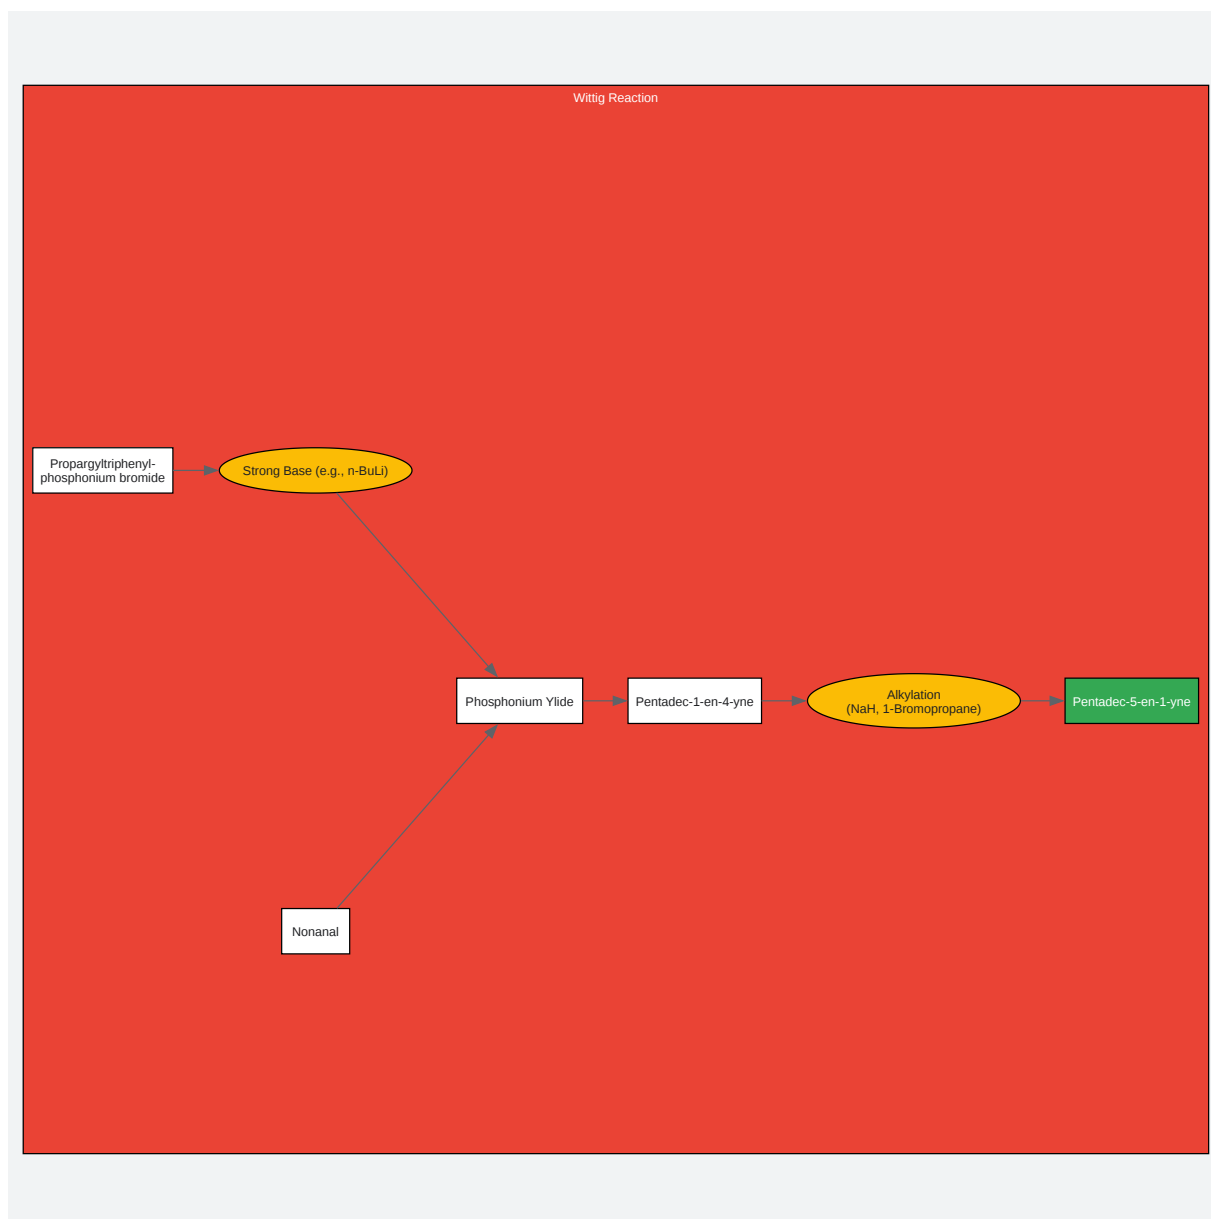 Wittig Reaction
Propargyltriphenyl-
phosphonium bromide
Strong Base (e.g., n-BuLi)
Phosphonium Ylide
Pentadec-1-en-4-yne
Alkylation
(NaH, 1-Bromopropane)
Pentadec-5-en-1-yne
Nonanal